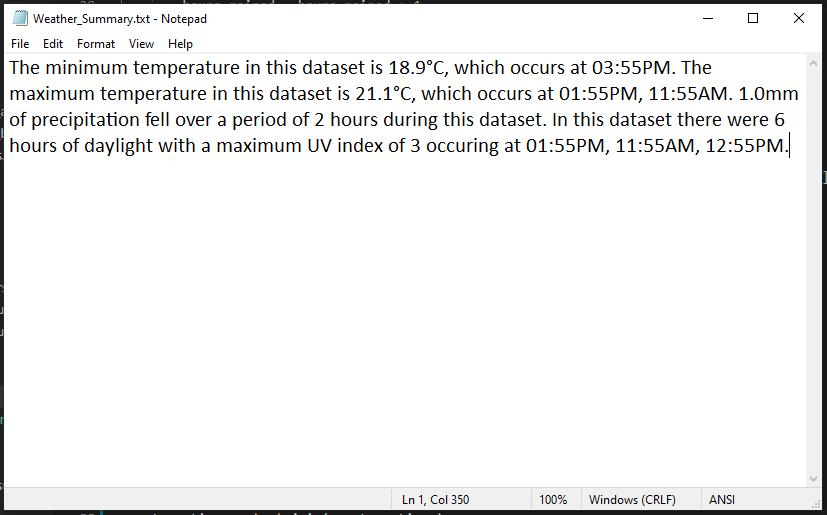 Weather_Summary.txt - Notepad
File Edit Format View Help
The minimum temperature in this dataset is 18.9°C, which occurs at 03:55PM. The
maximum temperature in this dataset is 21.1°C, which occurs at 01:55PM, 11:55AM. 1.0mm
of precipitation fell over a period of 2 hours during this dataset. In this dataset there were 6
hours of daylight with a maximum UV index of 3 occuring at 01:55PM, 11:55AM, 12:55PM.
Ln 1, Col 350 100% Windows (CRLF) ANSI